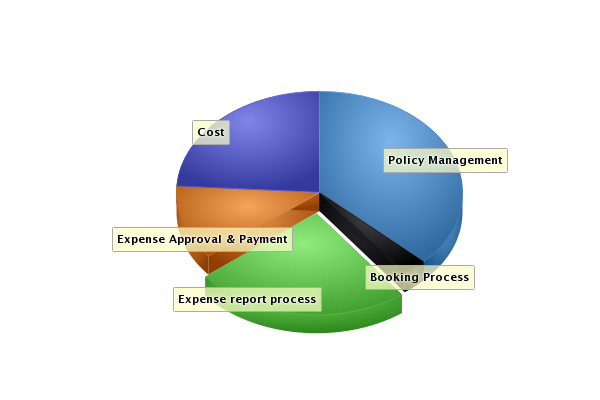 Cost
Policy Management
Expense Approval & Payment
Booking Process
Expense report process